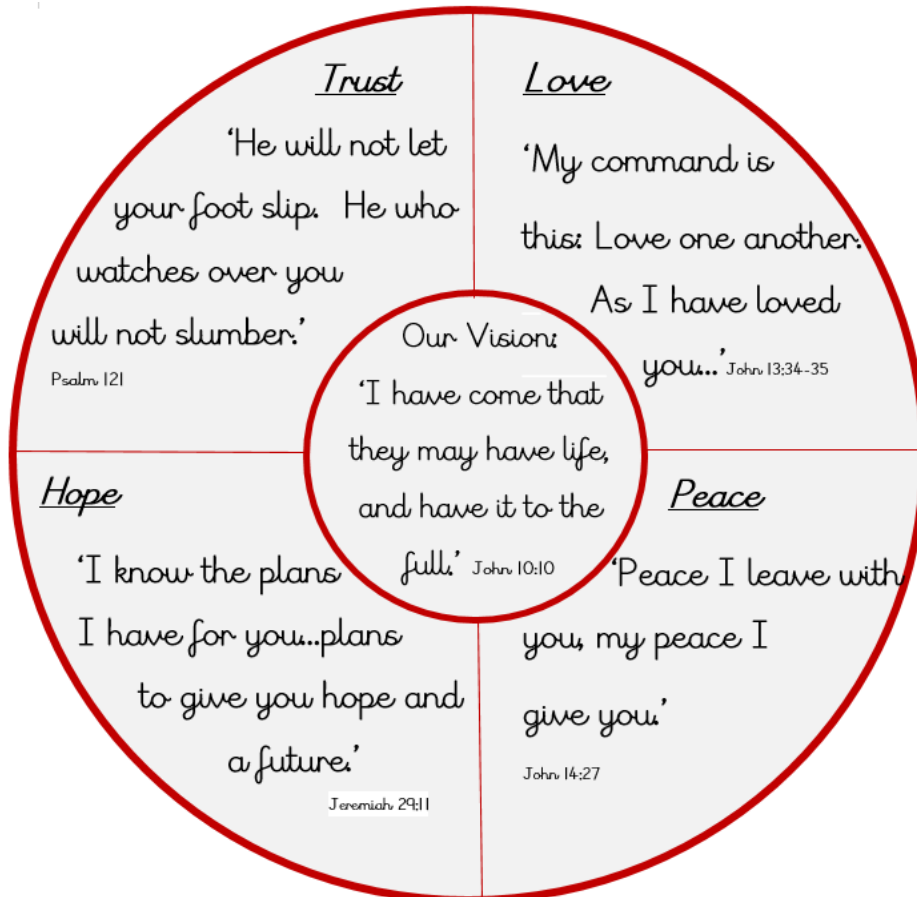 Trust
'He will not let
your foot slip.  He who
watches over you
will not slumber.'
Psalm 121
Love
'My command is
this: Love one another.
As I have loved
you...' John 13:34-35
Our Vision:
'I have come that
they may have life,
and have it to the
full.' John 10:10
Hope
'I know the plans
I have for you...plans
to give you hope and
a future.'
Jeremiah 29:11
Peace
'Peace I leave with
you, my peace I
give you.'
John 14:27